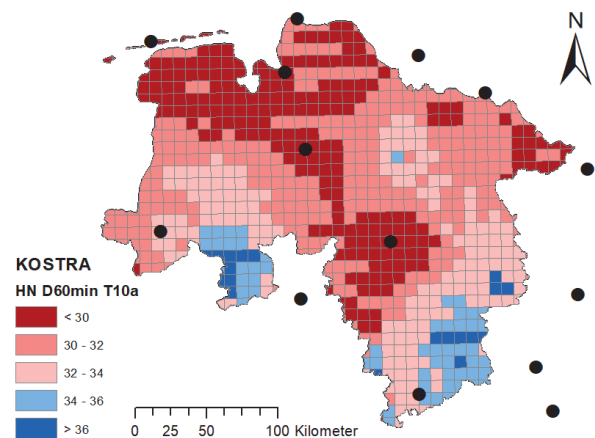 N
KOSTRA
HN D60min T10a
< 30
30 - 32
32 - 34
34 - 36
> 36
0 25 50 100 Kilometer